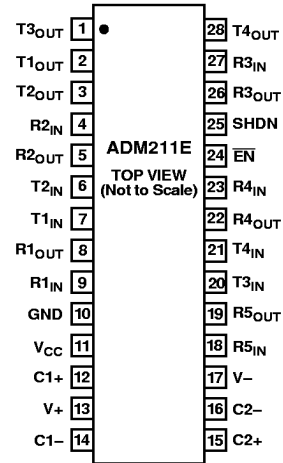 T3OUT 1 28 T4OUT
T1OUT 2 27 R3IN
T2OUT 3 26 R3OUT
R2IN 4 25 SHDN
R2OUT 5 24 EN
T2IN 6 23 R4IN
T1IN 7 22 R4OUT
R1OUT 8 21 T4IN
R1IN 9 20 T3IN
GND 10 19 R5OUT
VCC 11 18 R5IN
C1+ 12 17 V–
V+ 13 16 C2–
C1– 14 15 C2+
ADM211E
TOP VIEW
(Not to Scale)